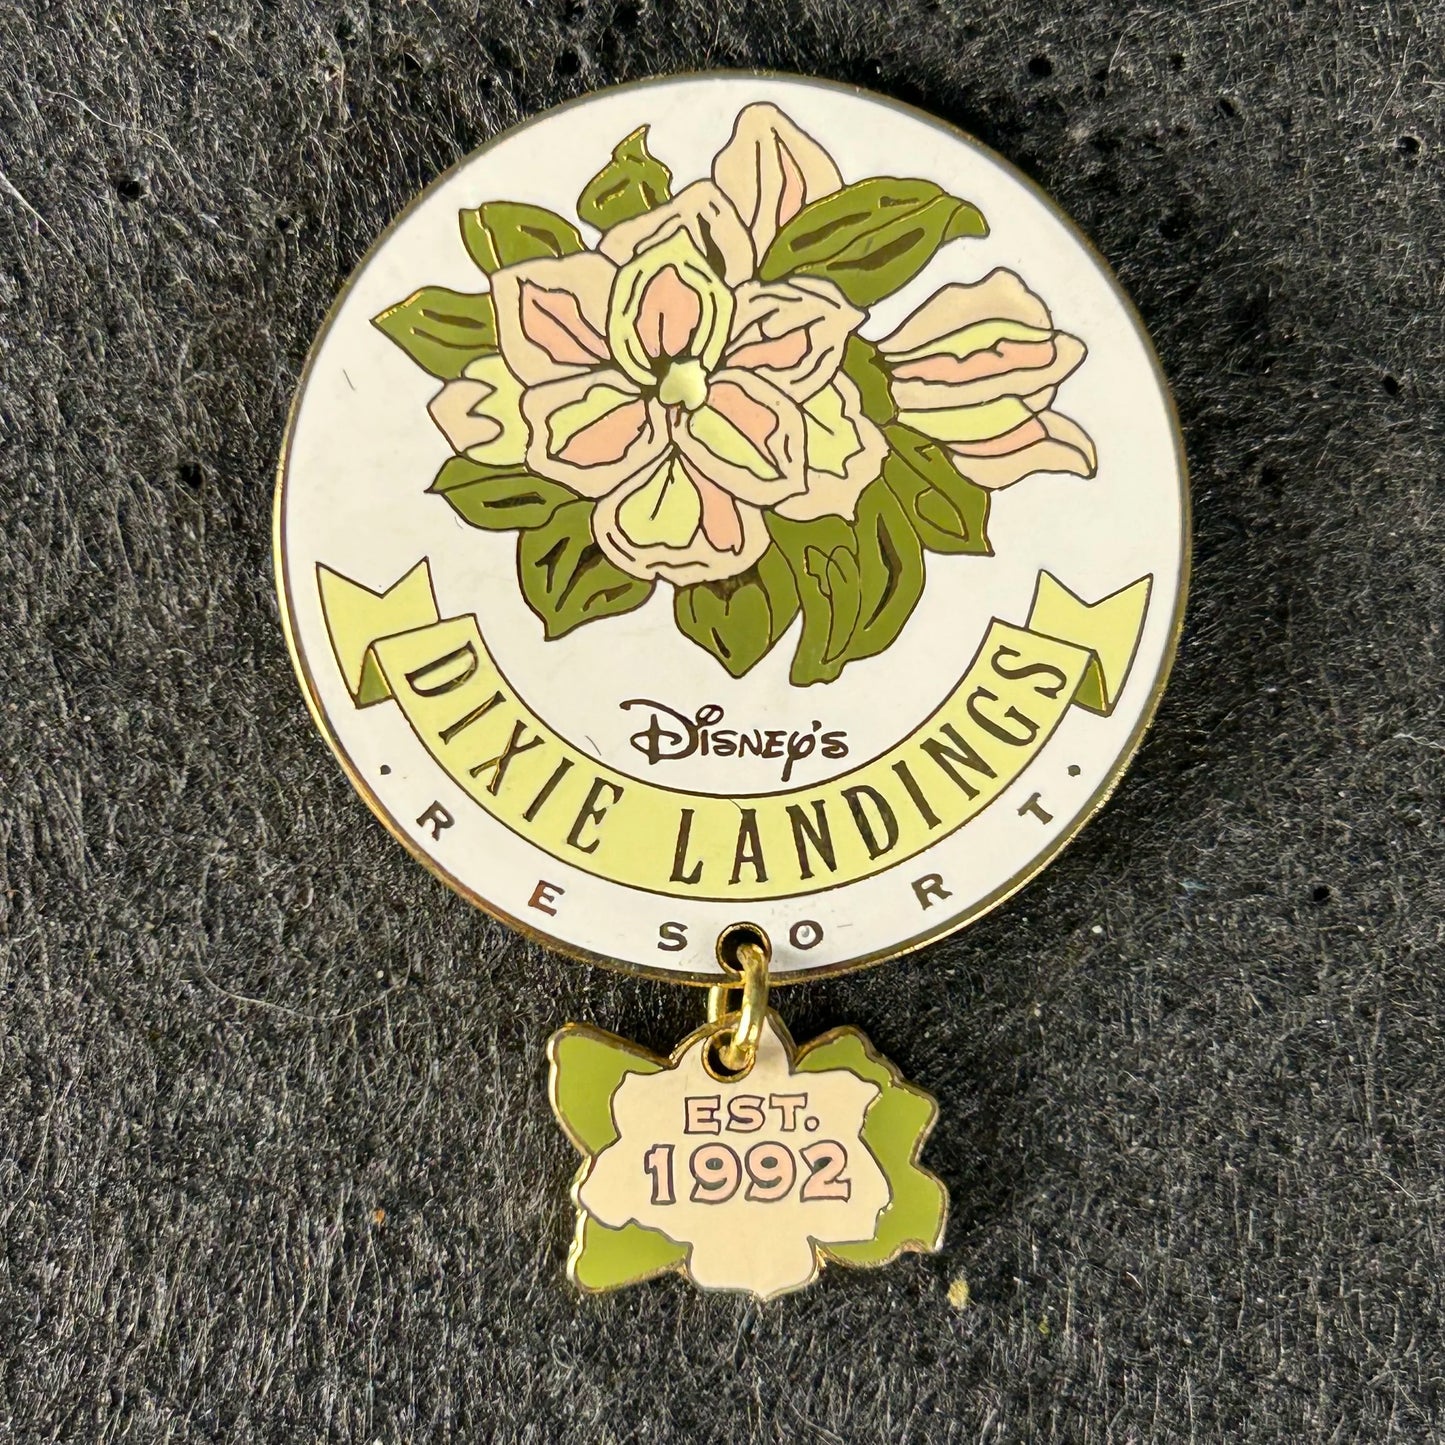 Disney's
DIXIE LANDINGS
• RESORT •
EST.
1992